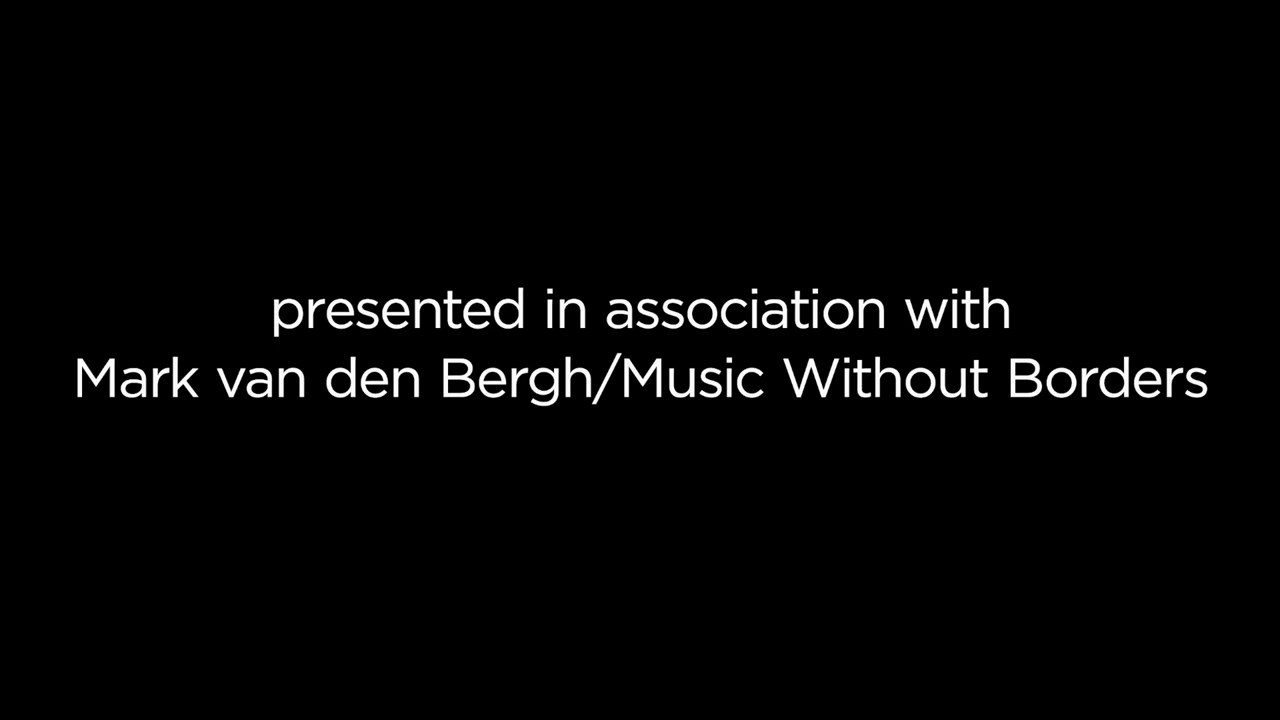 presented in association with
Mark van den Bergh/Music Without Borders